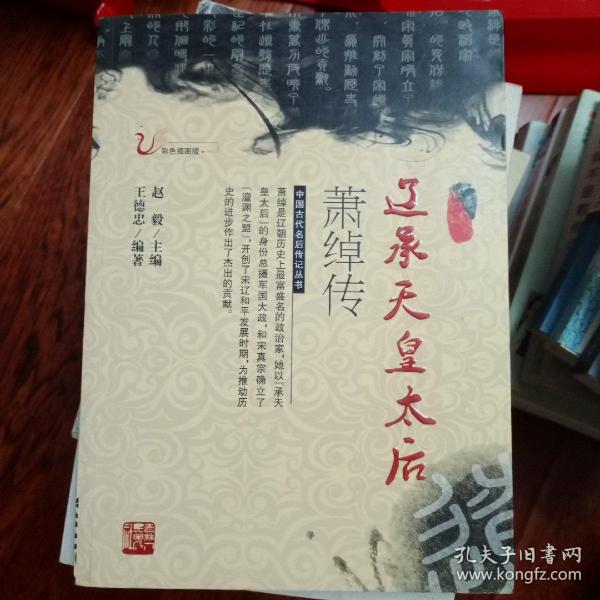 辽承天皇太后
萧绰传
中国古代名后传记丛书
萧绰是辽朝历史上最富盛名的政治家,她以“承天
皇太后”的身份总摄军国大政,和宋真宗确立了
“澶渊之盟”,开创了宋辽和平发展时期,为推动历
史的进步作出了杰出的贡献。
赵毅/主编
王德忠/编著
彩色插图版
孔夫子旧书网
www.kongfz.com